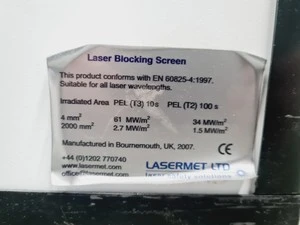 Laser Blocking Screen
This product conforms with EN 60825-4:1997.
Suitable for all laser wavelengths.
Irradiated Area PEL (T3) 10s PEL (T2) 100 s
4 mm² 61 MW/m² 34 MW/m²
2000 mm² 2.7 MW/m² 1.5 MW/m²
Manufactured in Bournemouth, UK, 2007.
+44 (0)1202 770740
www.lasermet.com
LASERMET LTD
CE